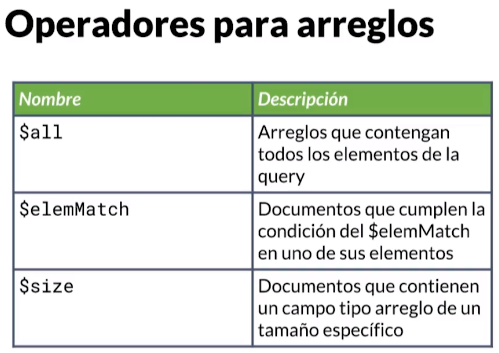 Operadores para arreglos
Nombre
Descripción
$all
Arreglos que contengan
todos los elementos de la
query
$elemMatch
Documentos que cumplen la
condición del $elemMatch
en uno de sus elementos
$size
Documentos que contienen
un campo tipo arreglo de un
tamaño específico